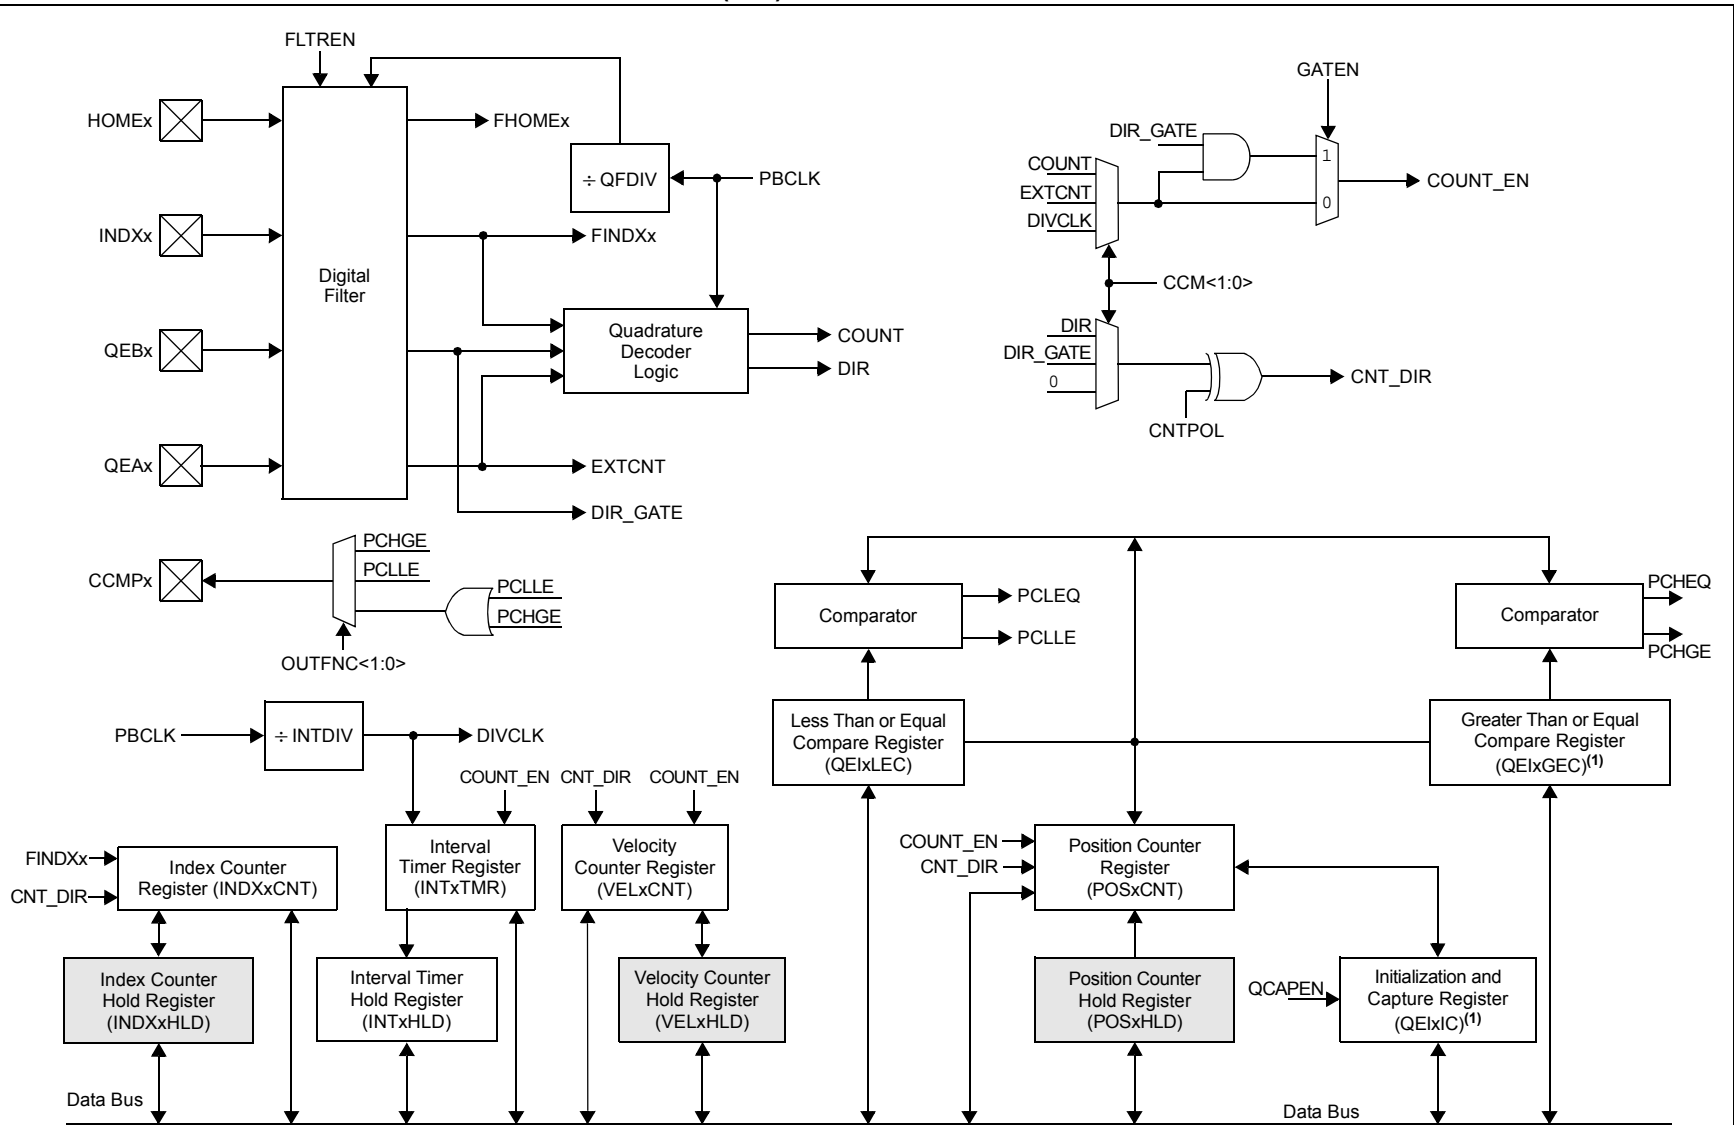 FLTREN
HOMEx
FHOMEx
÷ QFDIV
PBCLK
INDXx
FINDXx
Digital
Filter
QEBx
Quadrature
Decoder
Logic
COUNT
DIR
QEAx
EXTCNT
DIR_GATE
GATEN
DIR_GATE
COUNT
EXTCNT
DIVCLK
1
0
COUNT_EN
CCM<1:0>
DIR
DIR_GATE
0
CNT_DIR
CNTPOL
CCMPx
PCHGE
PCLLE
PCLLE
PCHGE
OUTFNC<1:0>
Comparator
PCLEQ
PCLLE
Comparator
PCHEQ
PCHGE
Less Than or Equal
Compare Register
(QEIxLEC)
Greater Than or Equal
Compare Register
(QEIxGEC)(1)
PBCLK
÷ INTDIV
DIVCLK
COUNT_EN
CNT_DIR
COUNT_EN
FINDXx
CNT_DIR
Index Counter
Register (INDXxCNT)
Interval
Timer Register
(INTxTMR)
Velocity
Counter Register
(VELxCNT)
COUNT_EN
CNT_DIR
Position Counter
Register
(POSxCNT)
Index Counter
Hold Register
(INDXxHLD)
Interval Timer
Hold Register
(INTxHLD)
Velocity Counter
Hold Register
(VELxHLD)
Position Counter
Hold Register
(POSxHLD)
QCAPEN
Initialization and
Capture Register
(QEIxIC)(1)
Data Bus
Data Bus